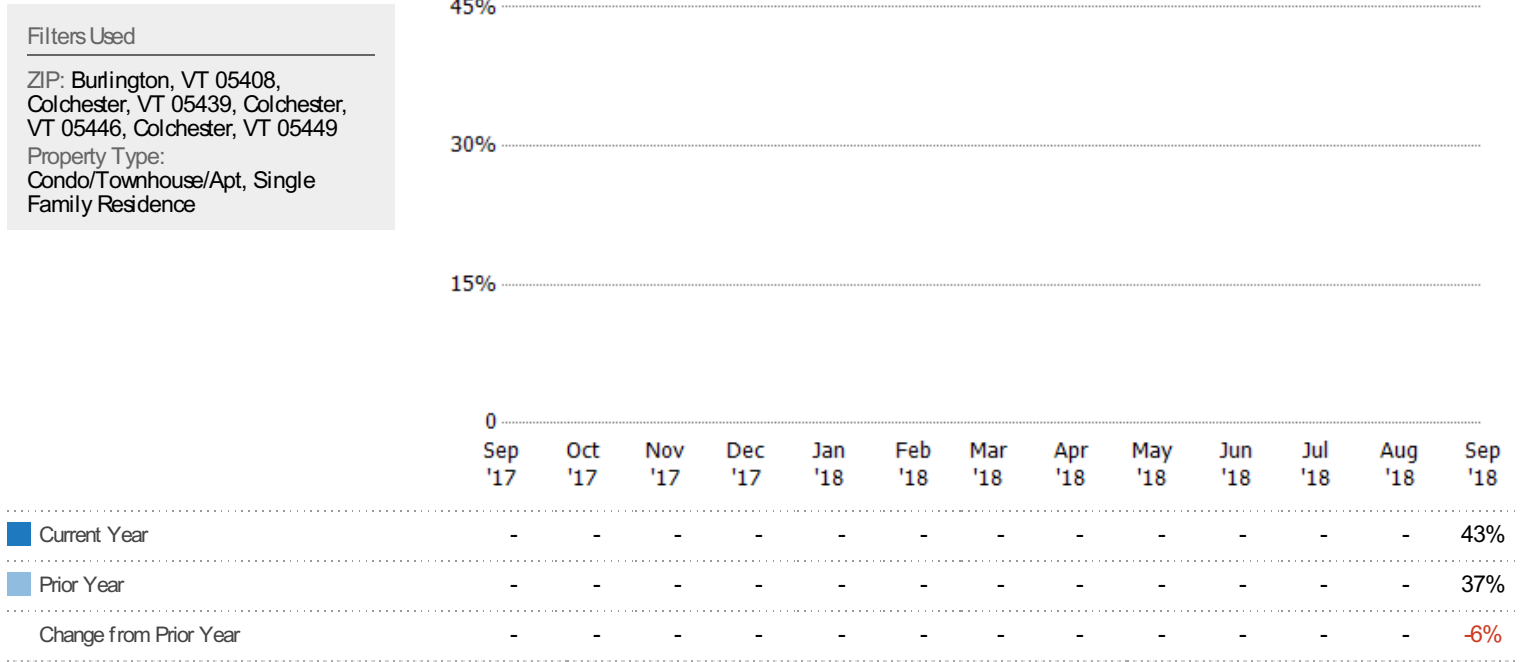 Filters Used
ZIP: Burlington, VT 05408,
Colchester, VT 05439, Colchester,
VT 05446, Colchester, VT 05449
Property Type:
Condo/Townhouse/Apt, Single
Family Residence
45%
30%
15%
0
Sep Oct Nov Dec Jan Feb Mar Apr May Jun Jul Aug Sep
'17 '17 '17 '17 '18 '18 '18 '18 '18 '18 '18 '18 '18
Current Year - - - - - - - - - - - - 43%
Prior Year - - - - - - - - - - - - 37%
Change from Prior Year - - - - - - - - - - - - -6%